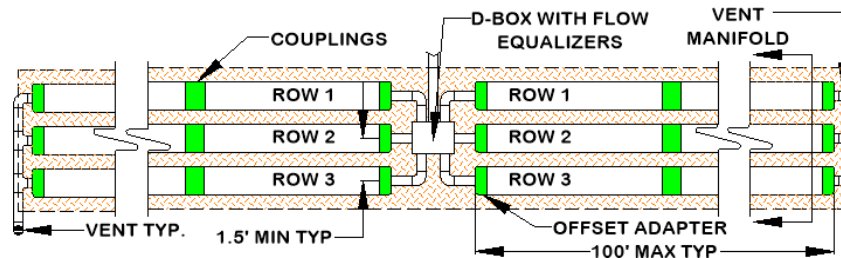 COUPLINGS
D-BOX WITH FLOW
EQUALIZERS
VENT
MANIFOLD
ROW 1
ROW 1
ROW 2
ROW 2
ROW 3
ROW 3
VENT TYP.
1.5' MIN TYP
OFFSET ADAPTER
100' MAX TYP